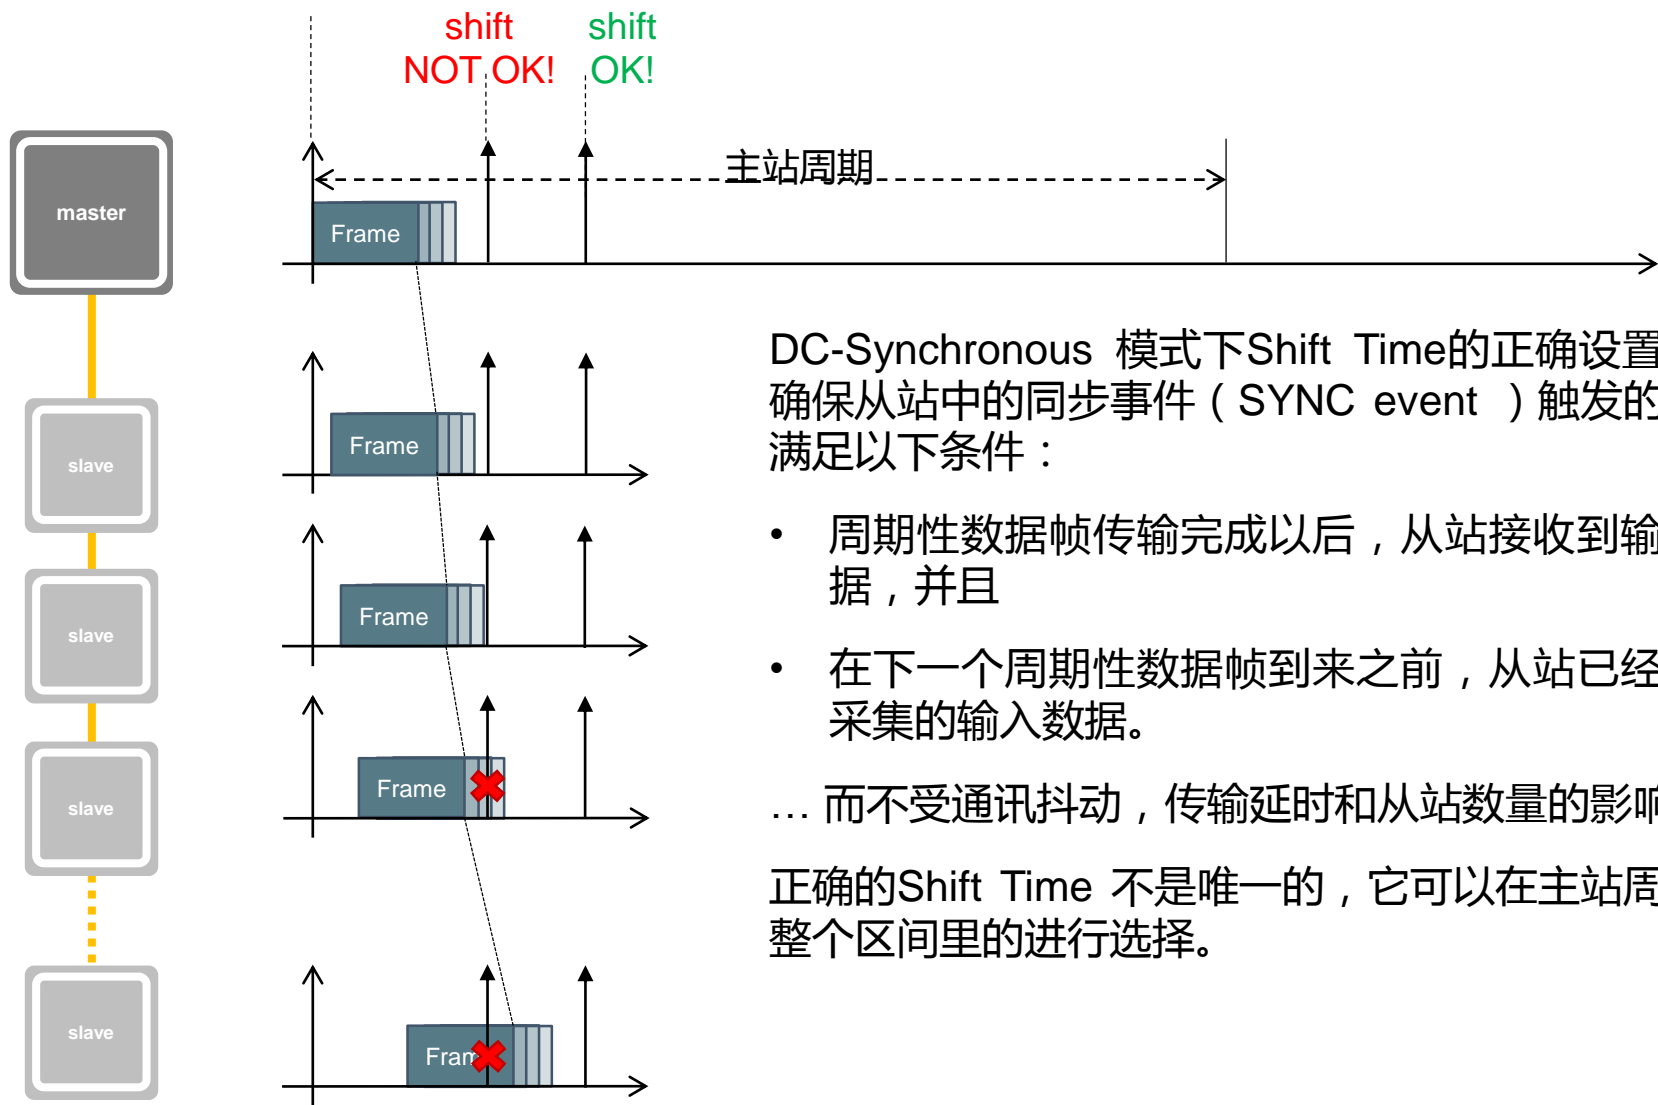 shift
NOT OK!
shift
OK!
主站周期
master
Frame
slave
Frame
slave
Frame
slave
Frame
slave
Fram
DC-Synchronous 模式下Shift Time的正确设置
确保从站中的同步事件（SYNC event ）触发的
满足以下条件：
• 周期性数据帧传输完成以后，从站接收到输
据，并且
• 在下一个周期性数据帧到来之前，从站已经
采集的输入数据。
… 而不受通讯抖动，传输延时和从站数量的影响
正确的Shift Time 不是唯一的，它可以在主站周
整个区间里的进行选择。